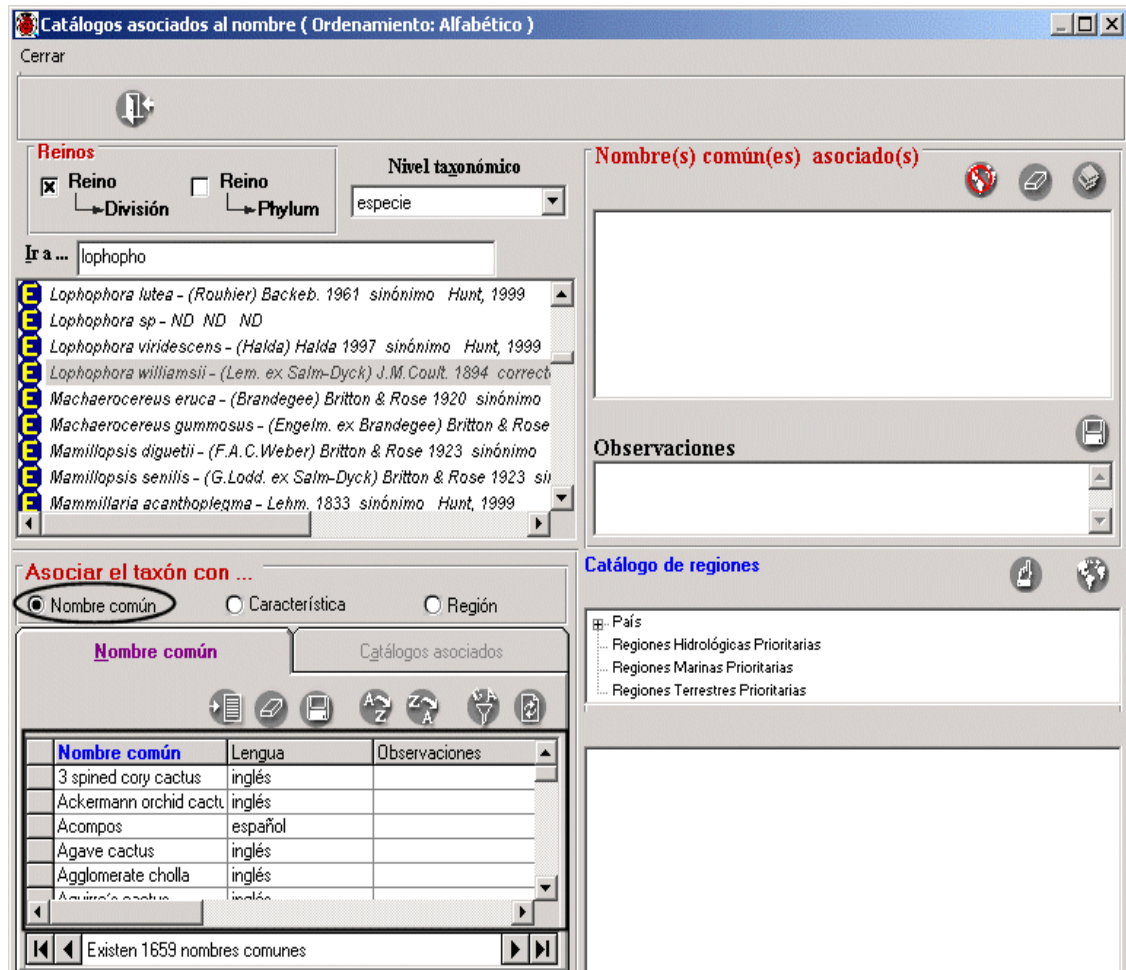 Catálogos asociados al nombre ( Ordenamiento: Alfabético )
Cerrar
Reinos
Reino
División
Reino
Phylum
Nivel taxonómico
especie
Ir a ... lophopho
E Lophophora lutea - (Rouhier) Backeb. 1961 sinónimo Hunt, 1999
E Lophophora sp - ND ND ND
E Lophophora viridescens - (Halda) Halda 1997 sinónimo Hunt, 1999
E Lophophora williamsii - (Lem. ex Salm-Dyck) J.M.Coult. 1894
E Machaerocereus eruca - (Brandegee) Britton & Rose 1920 sinónimo
E Machaerocereus gummosus - (Engelm. ex Brandegee) Britton & Rose
E Mamillopsis diguetii - (F.A.C.Weber) Britton & Rose 1923 sinónimo
E Mamillopsis senilis - (G.Lodd. ex Salm-Dyck) Britton & Rose 1923
E Mammillaria acanthoplegma - Lehm. 1833 sinónimo Hunt, 1999
Nombre(s) común(es) asociado(s)
Observaciones
Asociar el taxón con ...
Nombre común Característica Región
Nombre común Catálogos asociados
Nombre común Lengua Observaciones
3 spined cory cactus inglés
Ackermann orchid inglés
Acompos español
Agave cactus inglés
Agglomerate cholla inglés
Existen 1659 nombres comunes
Catálogo de regiones
País
Regiones Hidrológicas Prioritarias
Regiones Marinas Prioritarias
Regiones Terrestres Prioritarias